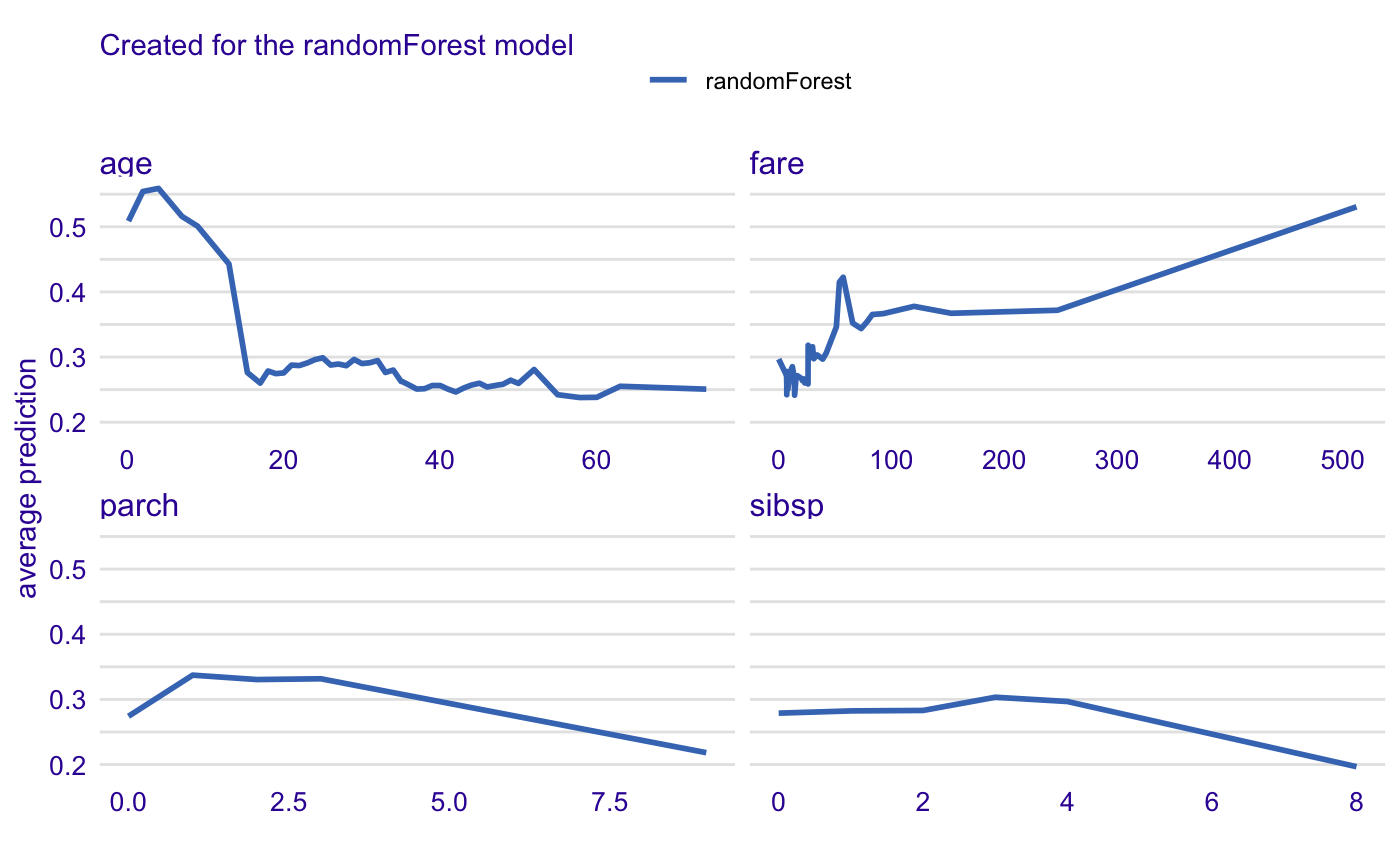 Created for the randomForest model
randomForest
age
fare
average prediction
0.5
0.4
0.3
0.2
0 20 40 60
0 100 200 300 400 500
parch
sibsp
0.5
0.4
0.3
0.2
0.0 2.5 5.0 7.5
0 2 4 6 8